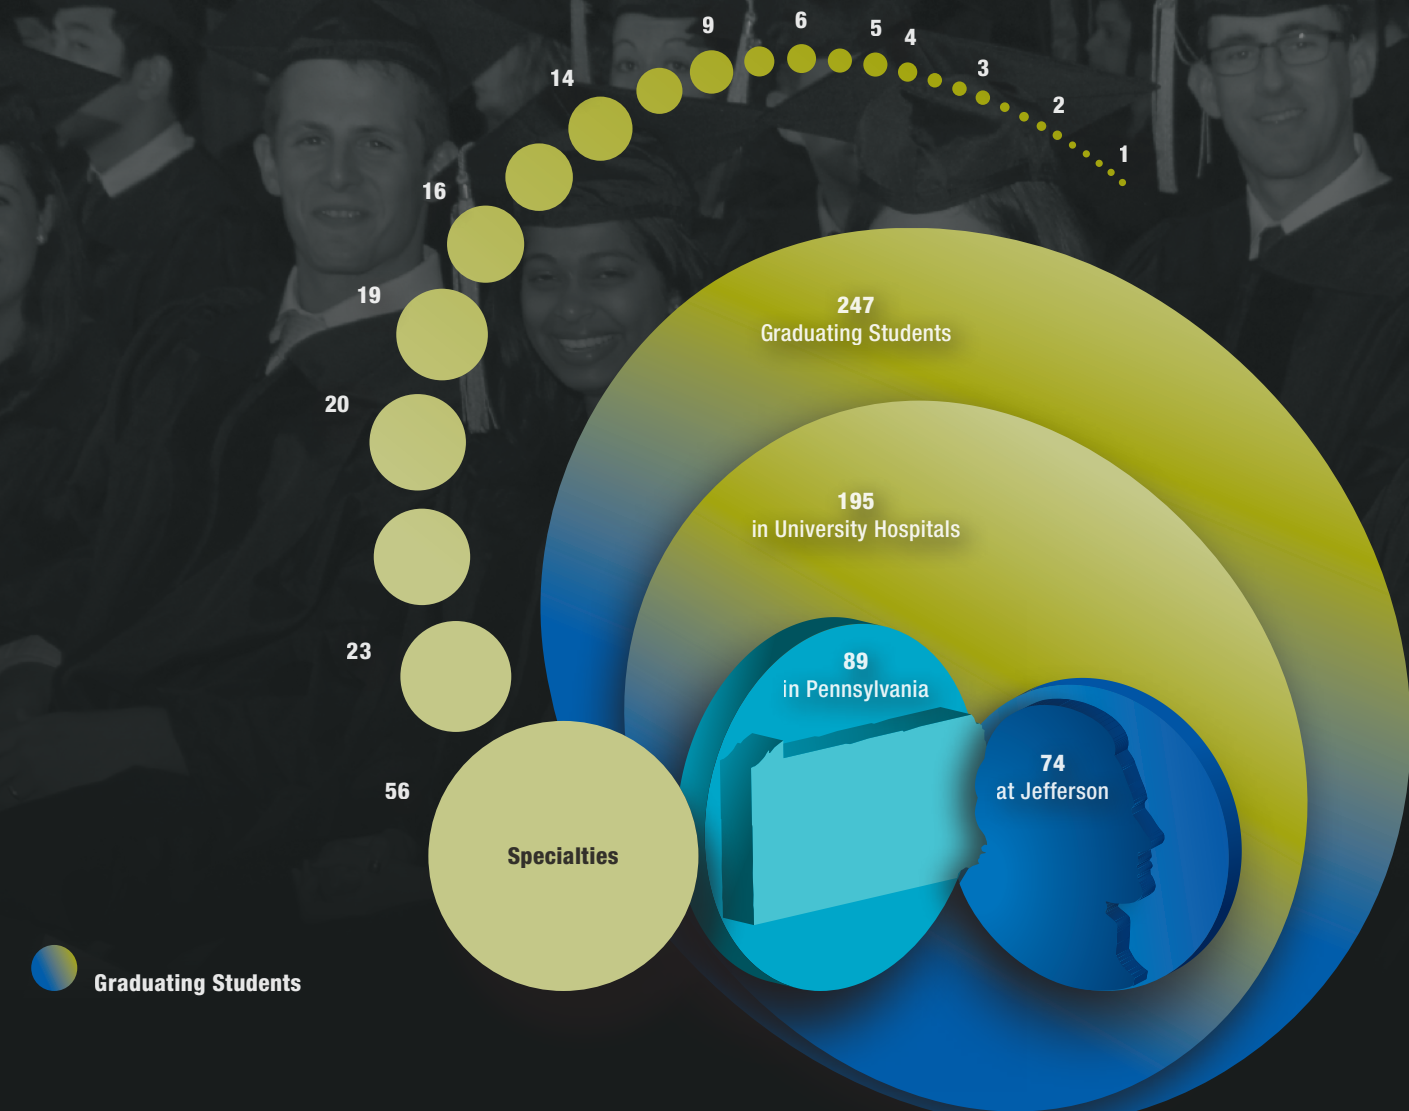 9
6
5
4
3
2
1
14
16
19
20
23
56
Specialties
247
Graduating Students
195
in University Hospitals
89
in Pennsylvania
74
at Jefferson
Graduating Students